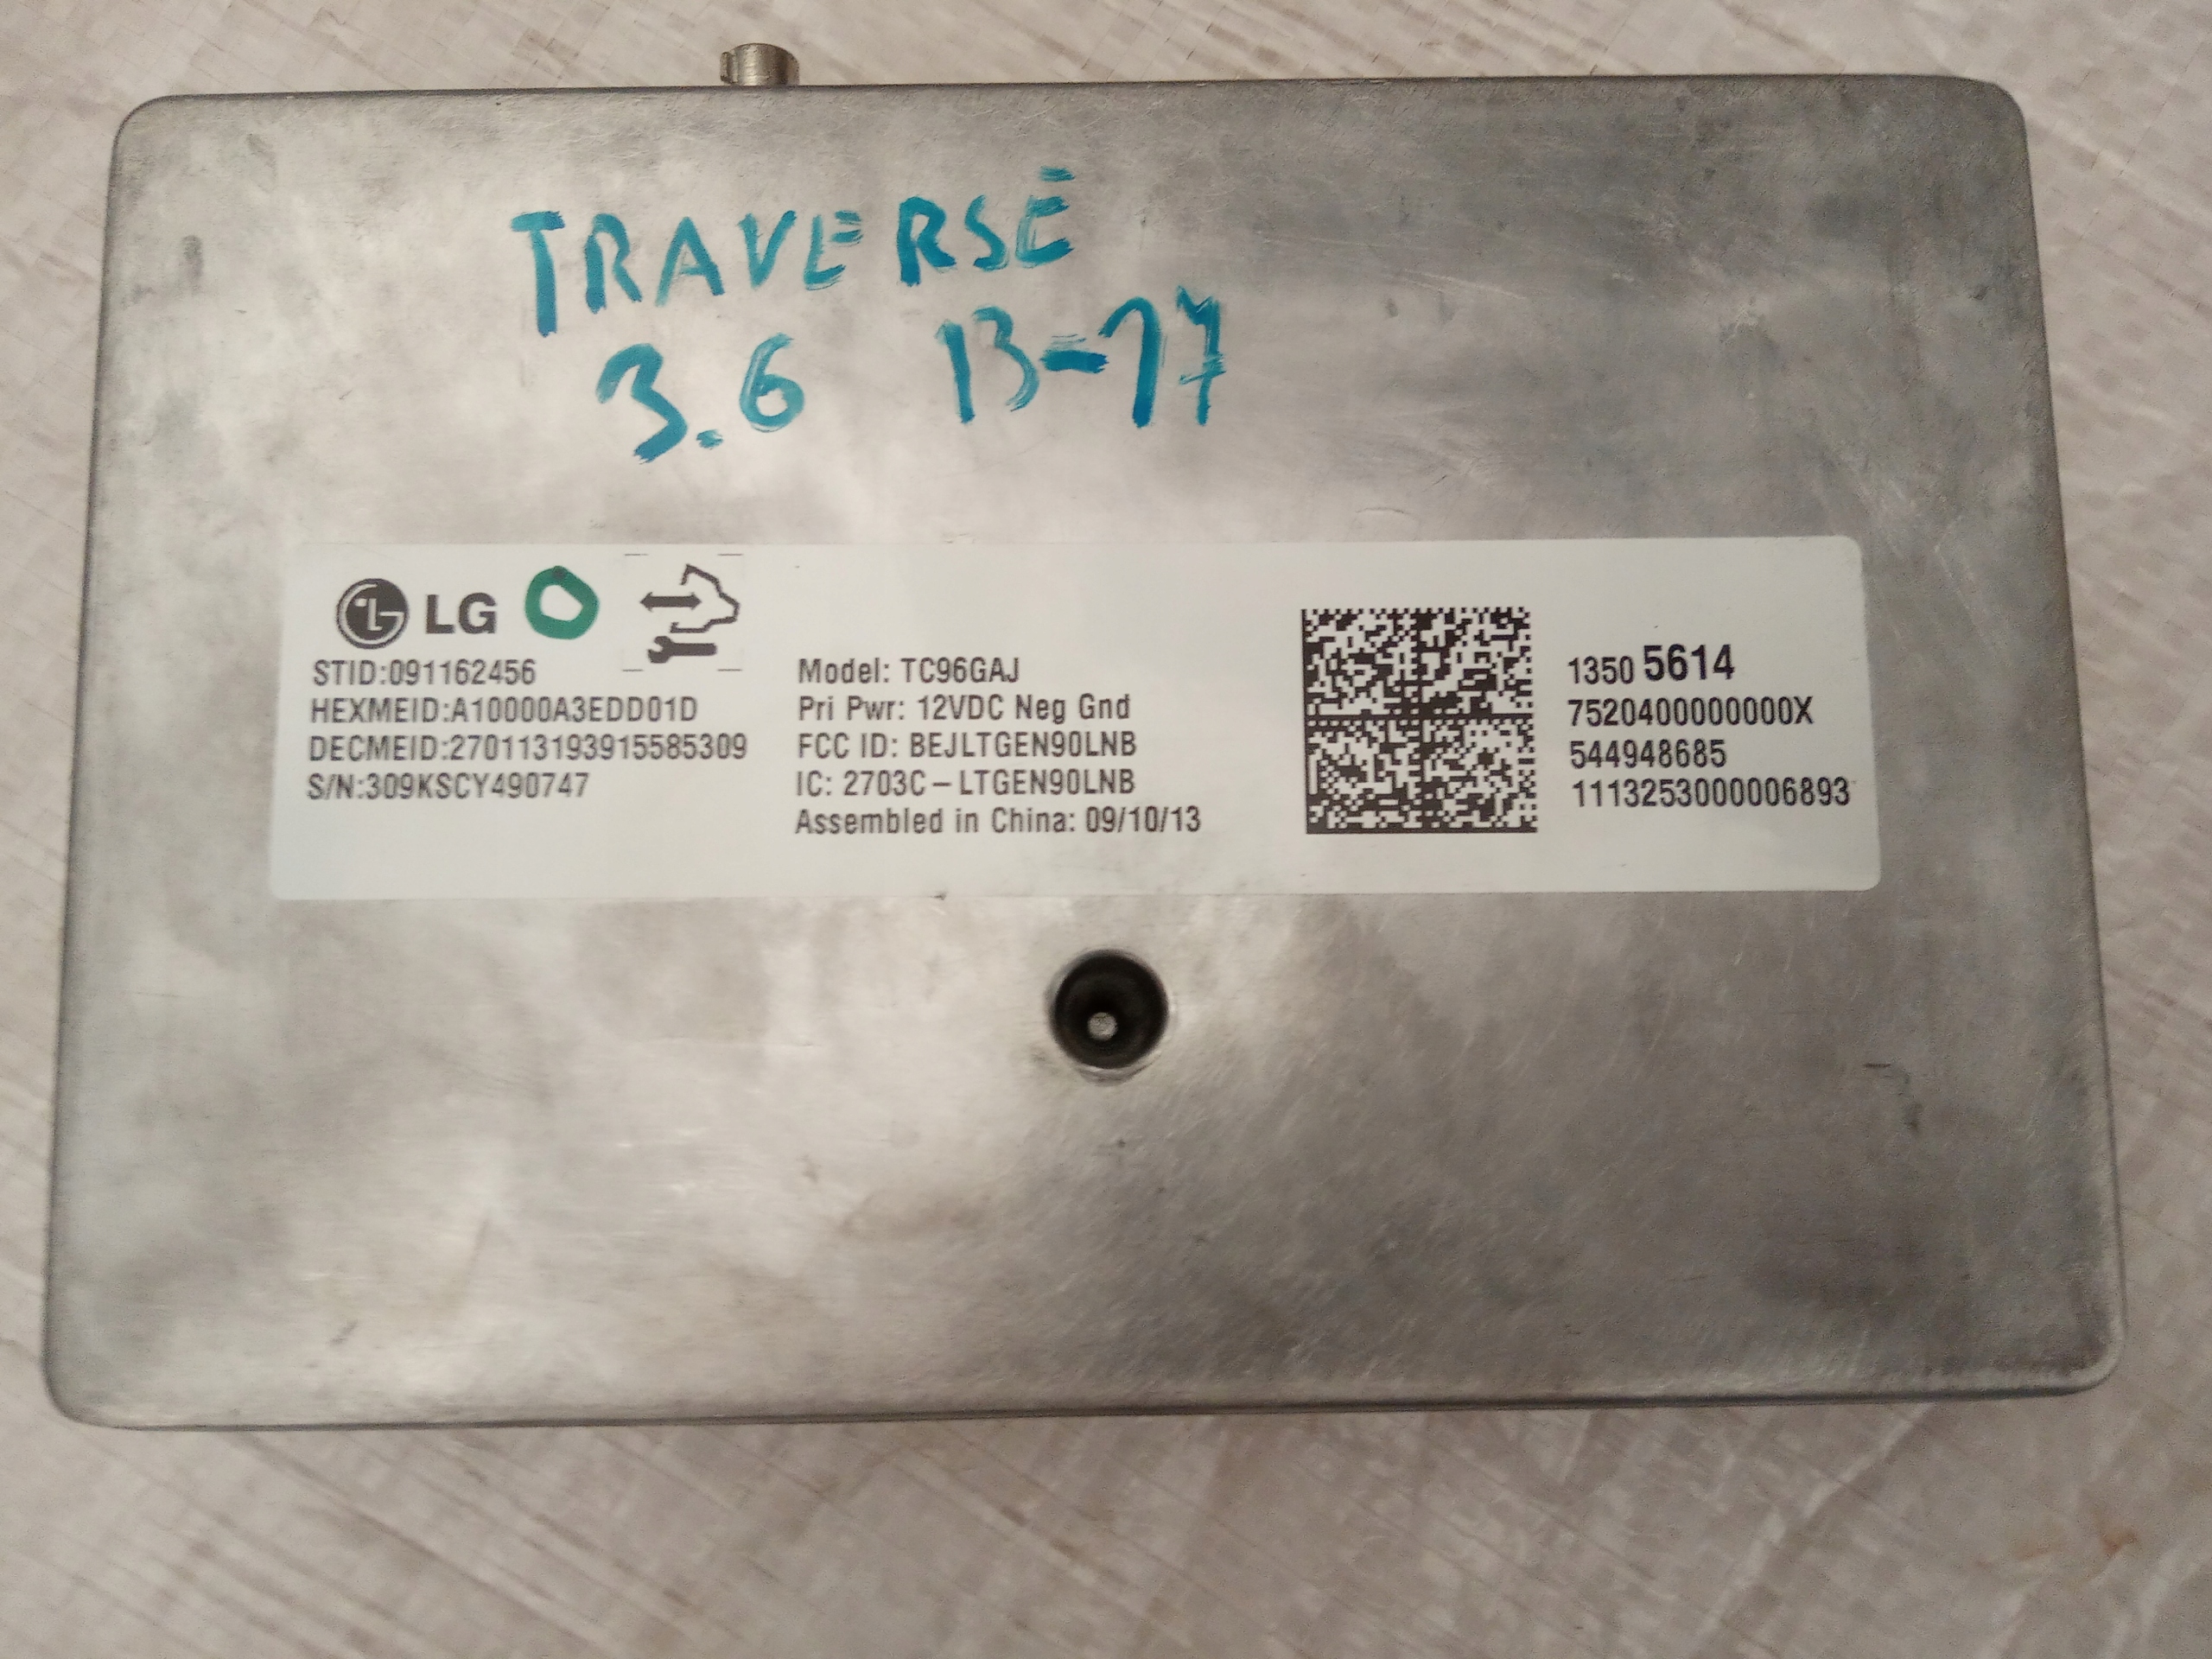 TRAVERSE
3.6 13-17
LG
STID:091162456
HEXMEID:A10000A3EDD01D
DECMEID:270113193915585309
S/N:309KSCY490747
Model: TC96GAJ
Pri Pwr: 12VDC Neg Gnd
FCC ID: BEJLTGEN90LNB
IC: 2703C-LTGEN90LNB
Assembled in China: 09/10/13
1350 5614
7520400000000X
544948685
1113253000006893